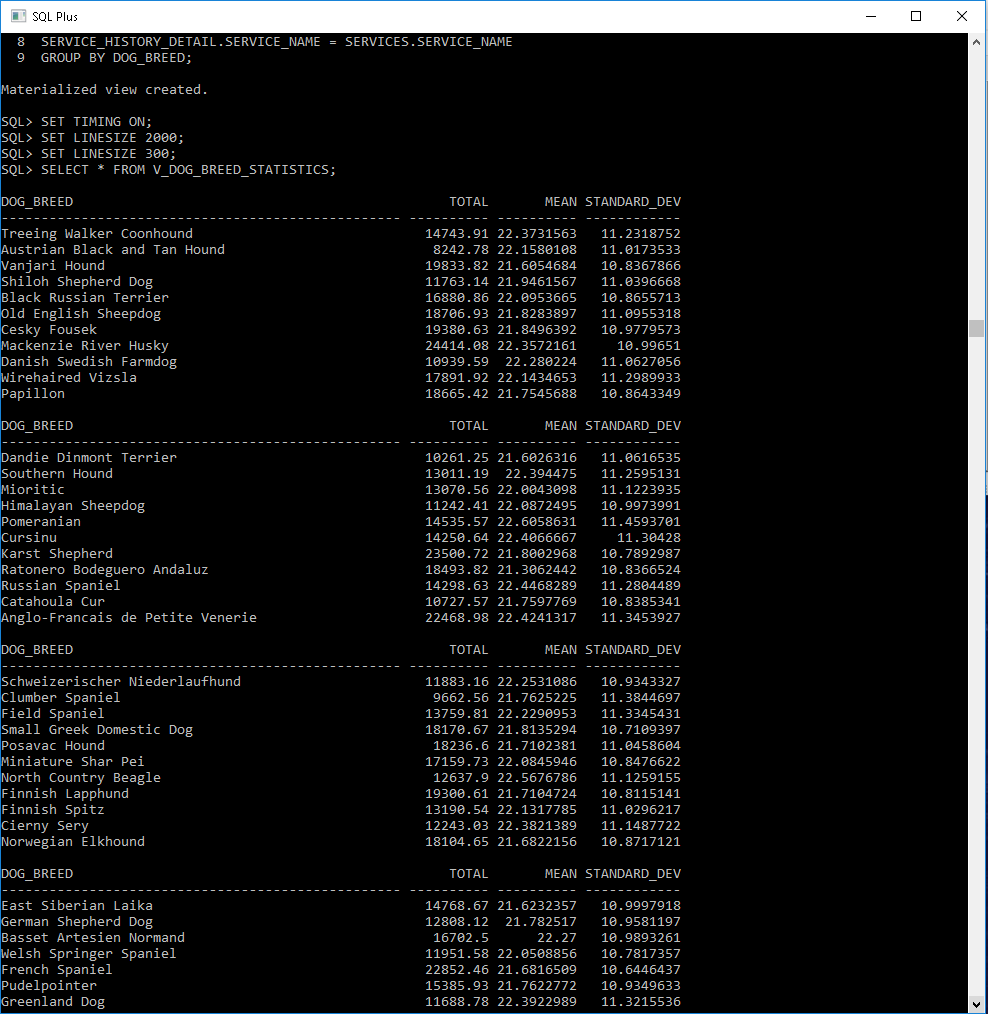 SQL Plus
8  SERVICE_HISTORY_DETAIL.SERVICE_NAME = SERVICES.SERVICE_NAME
9  GROUP BY DOG_BREED;
Materialized view created.
SQL> SET TIMING ON;
SQL> SET LINESIZE 2000;
SQL> SET LINESIZE 300;
SQL> SELECT * FROM V_DOG_BREED_STATISTICS;
DOG_BREED TOTAL MEAN STANDARD_DEV
-------------------------------------------------- ---------- ---------- ------------
Treeing Walker Coonhound 14743.91 22.3731563 11.2318752
Austrian Black and Tan Hound 8242.78 22.1580108 11.0173533
Vanjari Hound 19833.82 21.6054684 10.8367866
Shiloh Shepherd Dog 11763.14 21.9461567 11.0396668
Black Russian Terrier 16880.86 22.0953665 10.8655713
Old English Sheepdog 18706.93 21.8283897 11.0955318
Cesky Fousek 19380.63 21.8496392 10.9779573
Mackenzie River Husky 24414.08 22.3572161 10.99651
Danish Swedish Farmdog 10939.59 22.280224 11.0627056
Wirehaired Vizsla 17891.92 22.1434653 11.2989933
Papillon 18665.42 21.7545688 10.8643349
DOG_BREED TOTAL MEAN STANDARD_DEV
-------------------------------------------------- ---------- ---------- ------------
Dandie Dinmont Terrier 10261.25 21.6026316 11.0616535
Southern Hound 13011.19 22.394475 11.2595131
Mioritic 13070.56 22.0043098 11.1223935
Himalayan Sheepdog 11242.41 22.0872495 10.9973991
Pomeranian 14535.57 22.6058631 11.4593701
Cursinu 14250.64 22.4066667 11.30428
Karst Shepherd 23500.72 21.8002968 10.7892987
Ratonero Bodeguero Andaluz 18493.82 21.3062442 10.8366524
Russian Spaniel 14298.63 22.4468289 11.2804489
Catahoula Cur 10727.57 21.7597769 10.8385341
Anglo-Francais de Petite Venerie 22468.98 22.4241317 11.3453927
DOG_BREED TOTAL MEAN STANDARD_DEV
-------------------------------------------------- ---------- ---------- ------------
Schweizerischer Niederlaufhund 11883.16 22.2531086 10.9343327
Clumber Spaniel 9662.56 21.7625225 11.3844697
Field Spaniel 13759.81 22.2290953 11.3345431
Small Greek Domestic Dog 18170.67 21.8135294 10.7109397
Posavac Hound 18236.6 21.7102381 11.0458604
Miniature Shar Pei 17159.73 22.0845946 10.8476622
North Country Beagle 12637.9 22.5676786 11.1259155
Finnish Lapphund 19300.61 21.7104724 10.8115141
Finnish Spitz 13190.54 22.1317785 11.0296217
Cierny Sery 12243.03 22.3821389 11.1487722
Norwegian Elkhound 18104.65 21.6822156 10.8717121
DOG_BREED TOTAL MEAN STANDARD_DEV
-------------------------------------------------- ---------- ---------- ------------
East Siberian Laika 14768.67 21.6232357 10.9997918
German Shepherd Dog 12808.12 21.782517 10.9581197
Basset Artesien Normand 16702.5 22.27 10.9893261
Welsh Springer Spaniel 11951.58 22.0508856 10.7817357
French Spaniel 22852.46 21.6816509 10.6446437
Pudelpointer 15385.93 21.7622772 10.9349633
Greenland Dog 11688.78 22.3922989 11.3215536